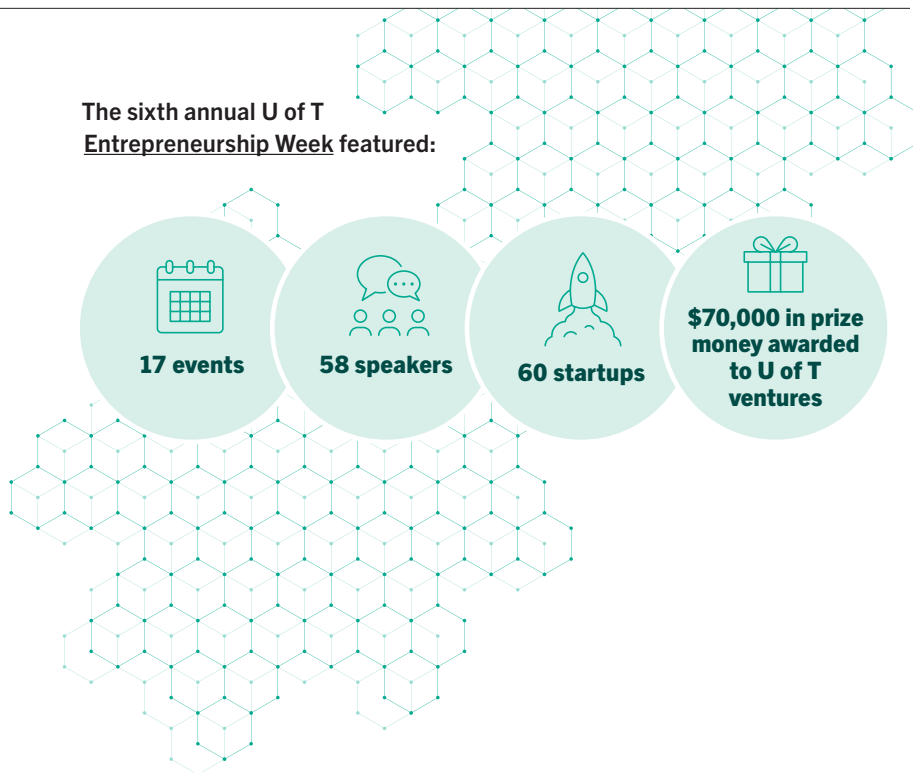 The sixth annual U of T
Entrepreneurship Week featured:
17 events
58 speakers
60 startups
$70,000 in prize
money awarded
to U of T
ventures